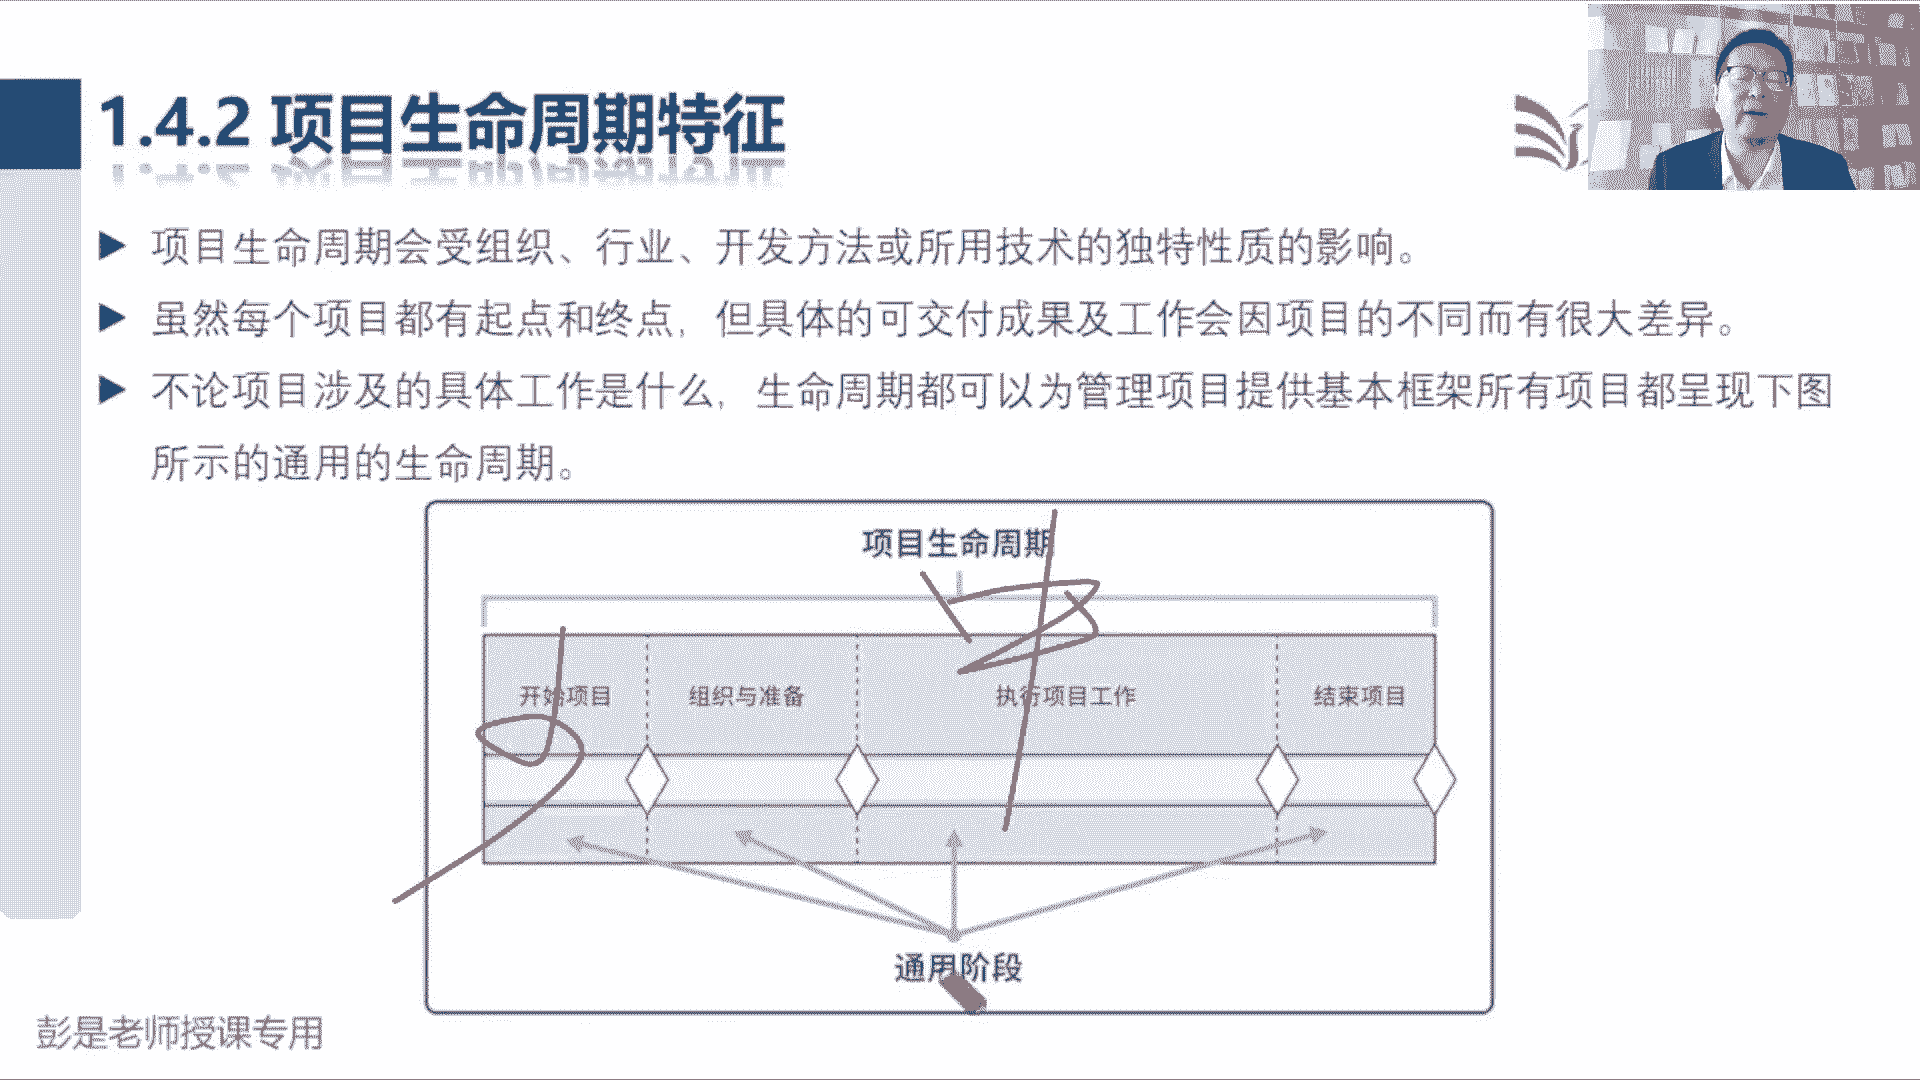 1.4.2 项目生命周期特征
项目生命周期会受组织、行业、开发方法或所用技术的独特性质的影响。
虽然每个项目都有起点和终点，但具体的可交付成果及工作会因项目的不同而有很大差异。
不论项目涉及的具体工作是什么，生命周期都可以为管理项目提供基本框架所有项目都呈现下图
所示的通用的生命周期。
项目生命周期
开始项目 组织与准备 执行项目工作 结束项目
通用阶段
彭是老师授课专用